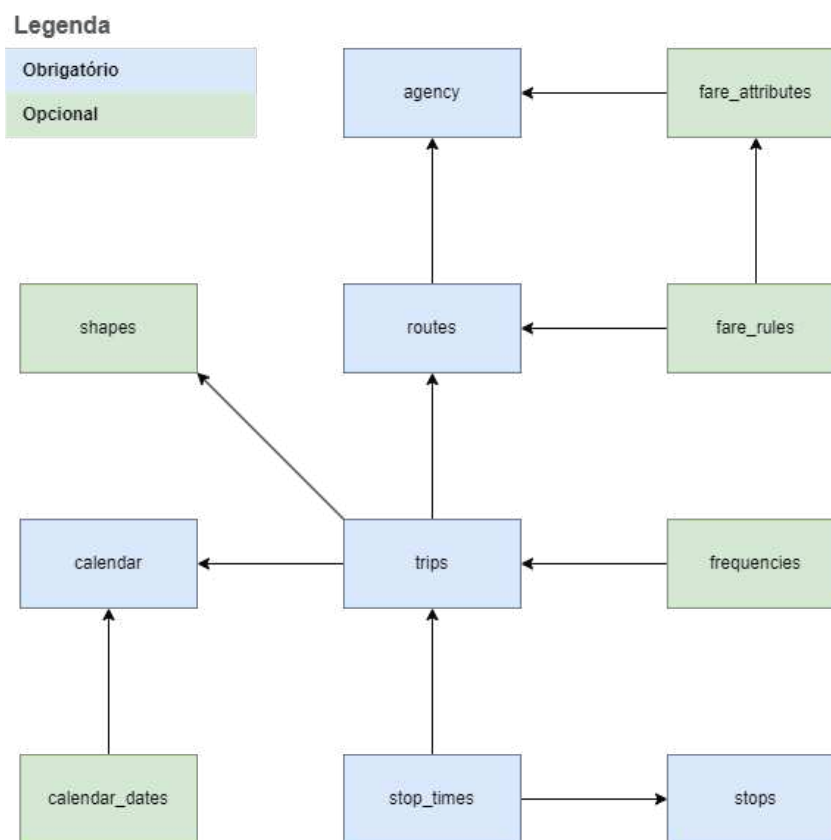 Legenda
Obrigatório
Opcional
agency
fare_attributes
shapes
routes
fare_rules
calendar
trips
frequencies
calendar_dates
stop_times
stops